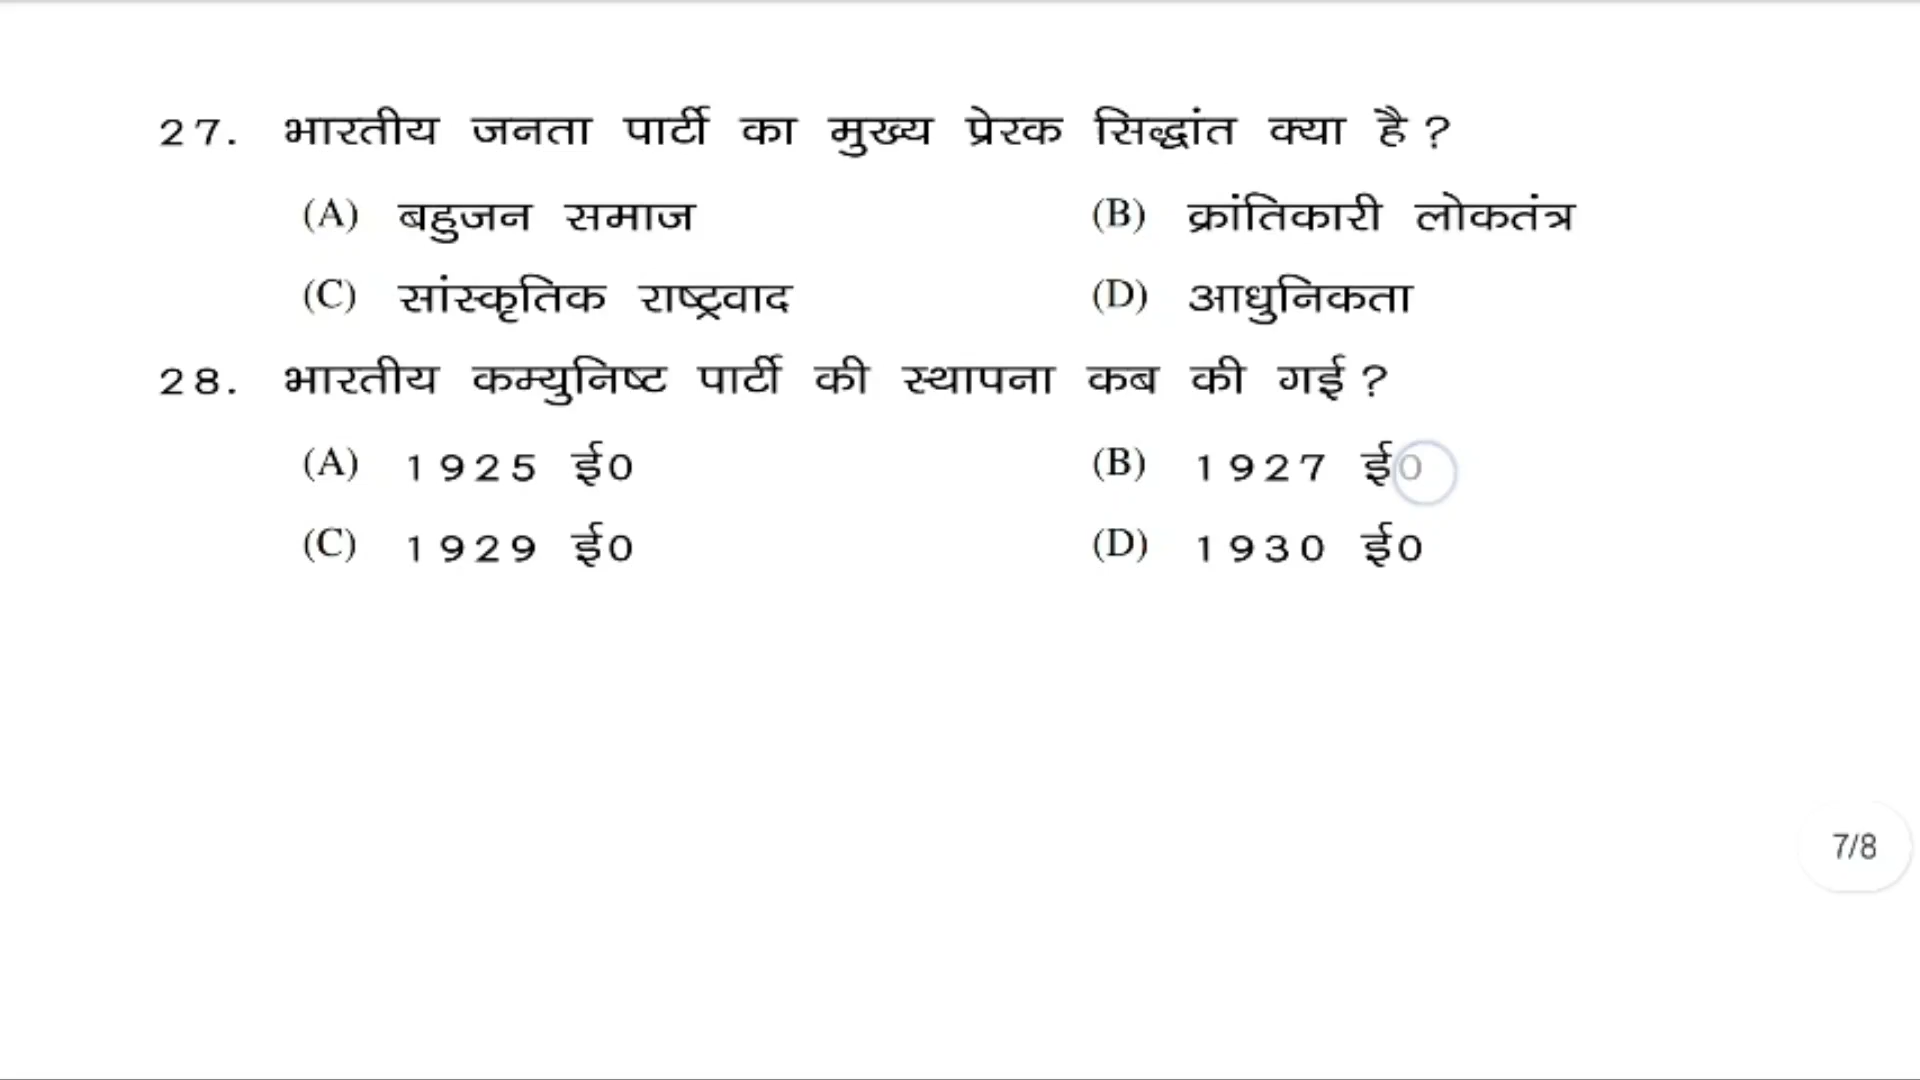 27. भारतीय जनता पार्टी का मुख्य प्रेरक सिद्धांत क्या है ?
(A) बहुजन समाज (B) क्रांतिकारी लोकतंत्र
(C) सांस्कृतिक राष्ट्रवाद (D) आधुनिकता
28. भारतीय कम्युनिष्ट पार्टी की स्थापना कब की गई ?
(A) 1925 ई0 (B) 1927 ई0
(C) 1929 ई0 (D) 1930 ई0
7/8